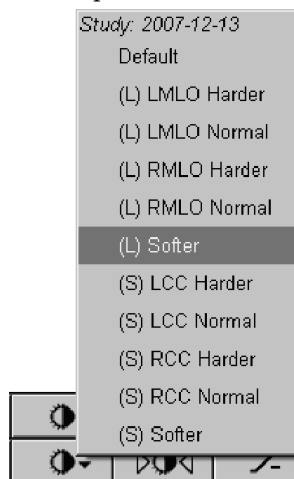 Study: 2007-12-13
Default
(L) LMLO Harder
(L) LMLO Normal
(L) RMLO Harder
(L) RMLO Normal
(L) Softer
(S) LCC Harder
(S) LCC Normal
(S) RCC Harder
(S) RCC Normal
(S) Softer